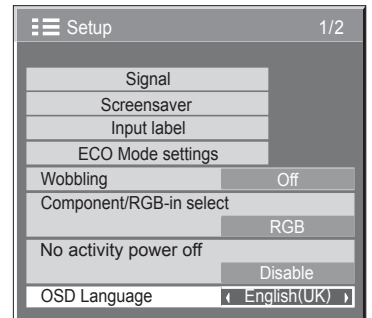 Setup 1/2
Signal
Screensaver
Input label
ECO Mode settings
Wobbling Off
Component/RGB-in select
RGB
No activity power off
Disable
OSD Language English(UK)